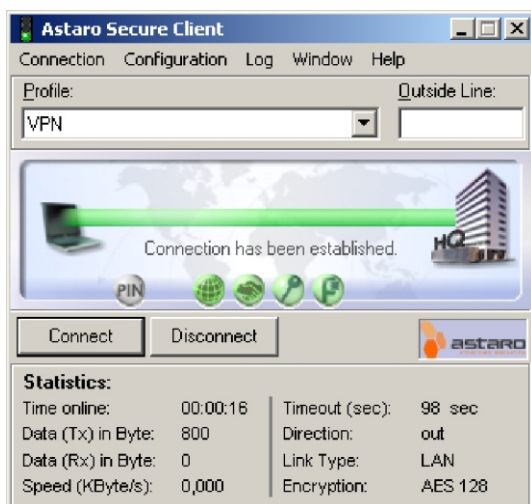 Astaro Secure Client
Connection Configuration Log Window Help
Profile: Outside Line:
VPN
Connection has been established.
HQ
PIN
Connect Disconnect
astaro
Statistics:
Time online: 00:00:16 Timeout (sec): 98 sec
Data (Tx) in Byte: 800 Direction: out
Data (Rx) in Byte: 0 Link Type: LAN
Speed (KByte/s): 0,000 Encryption: AES 128